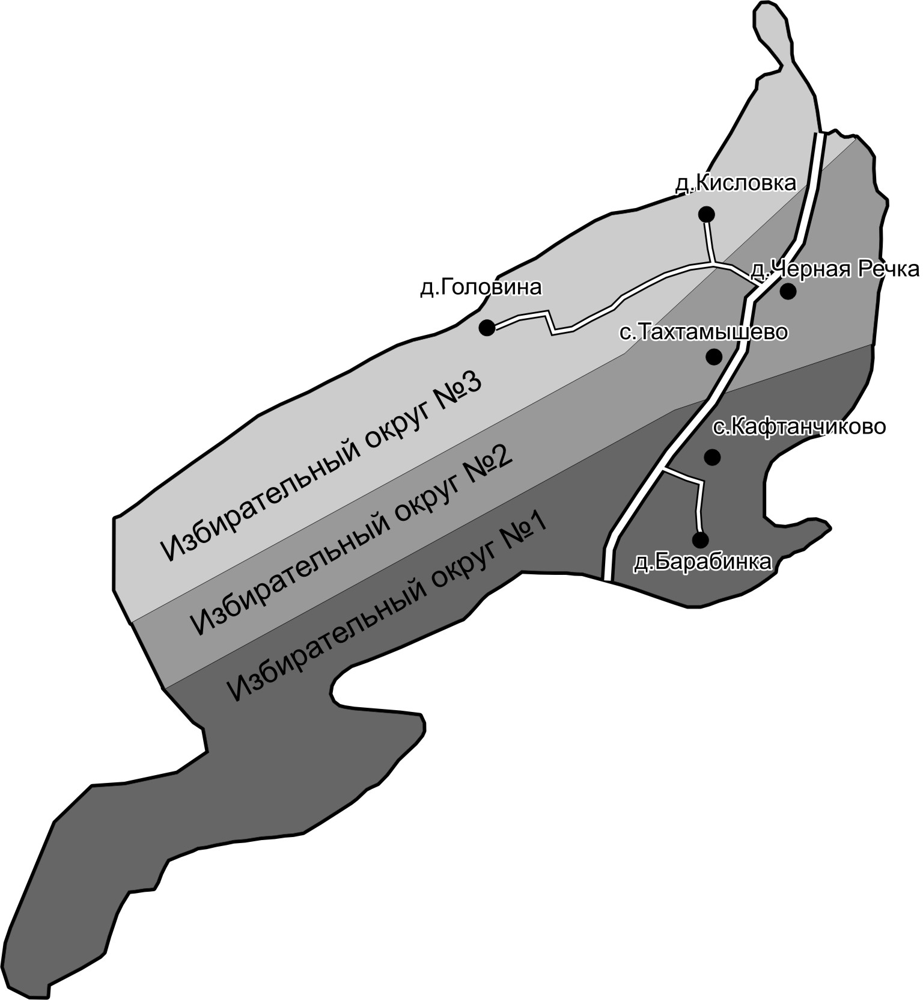 д.Кисловка
д.Черная Речка
д.Головина
с.Тахтамышево
Избирательный округ №3
с.Кафтанчиково
Избирательный округ №2
Избирательный округ №1
д.Барабинка